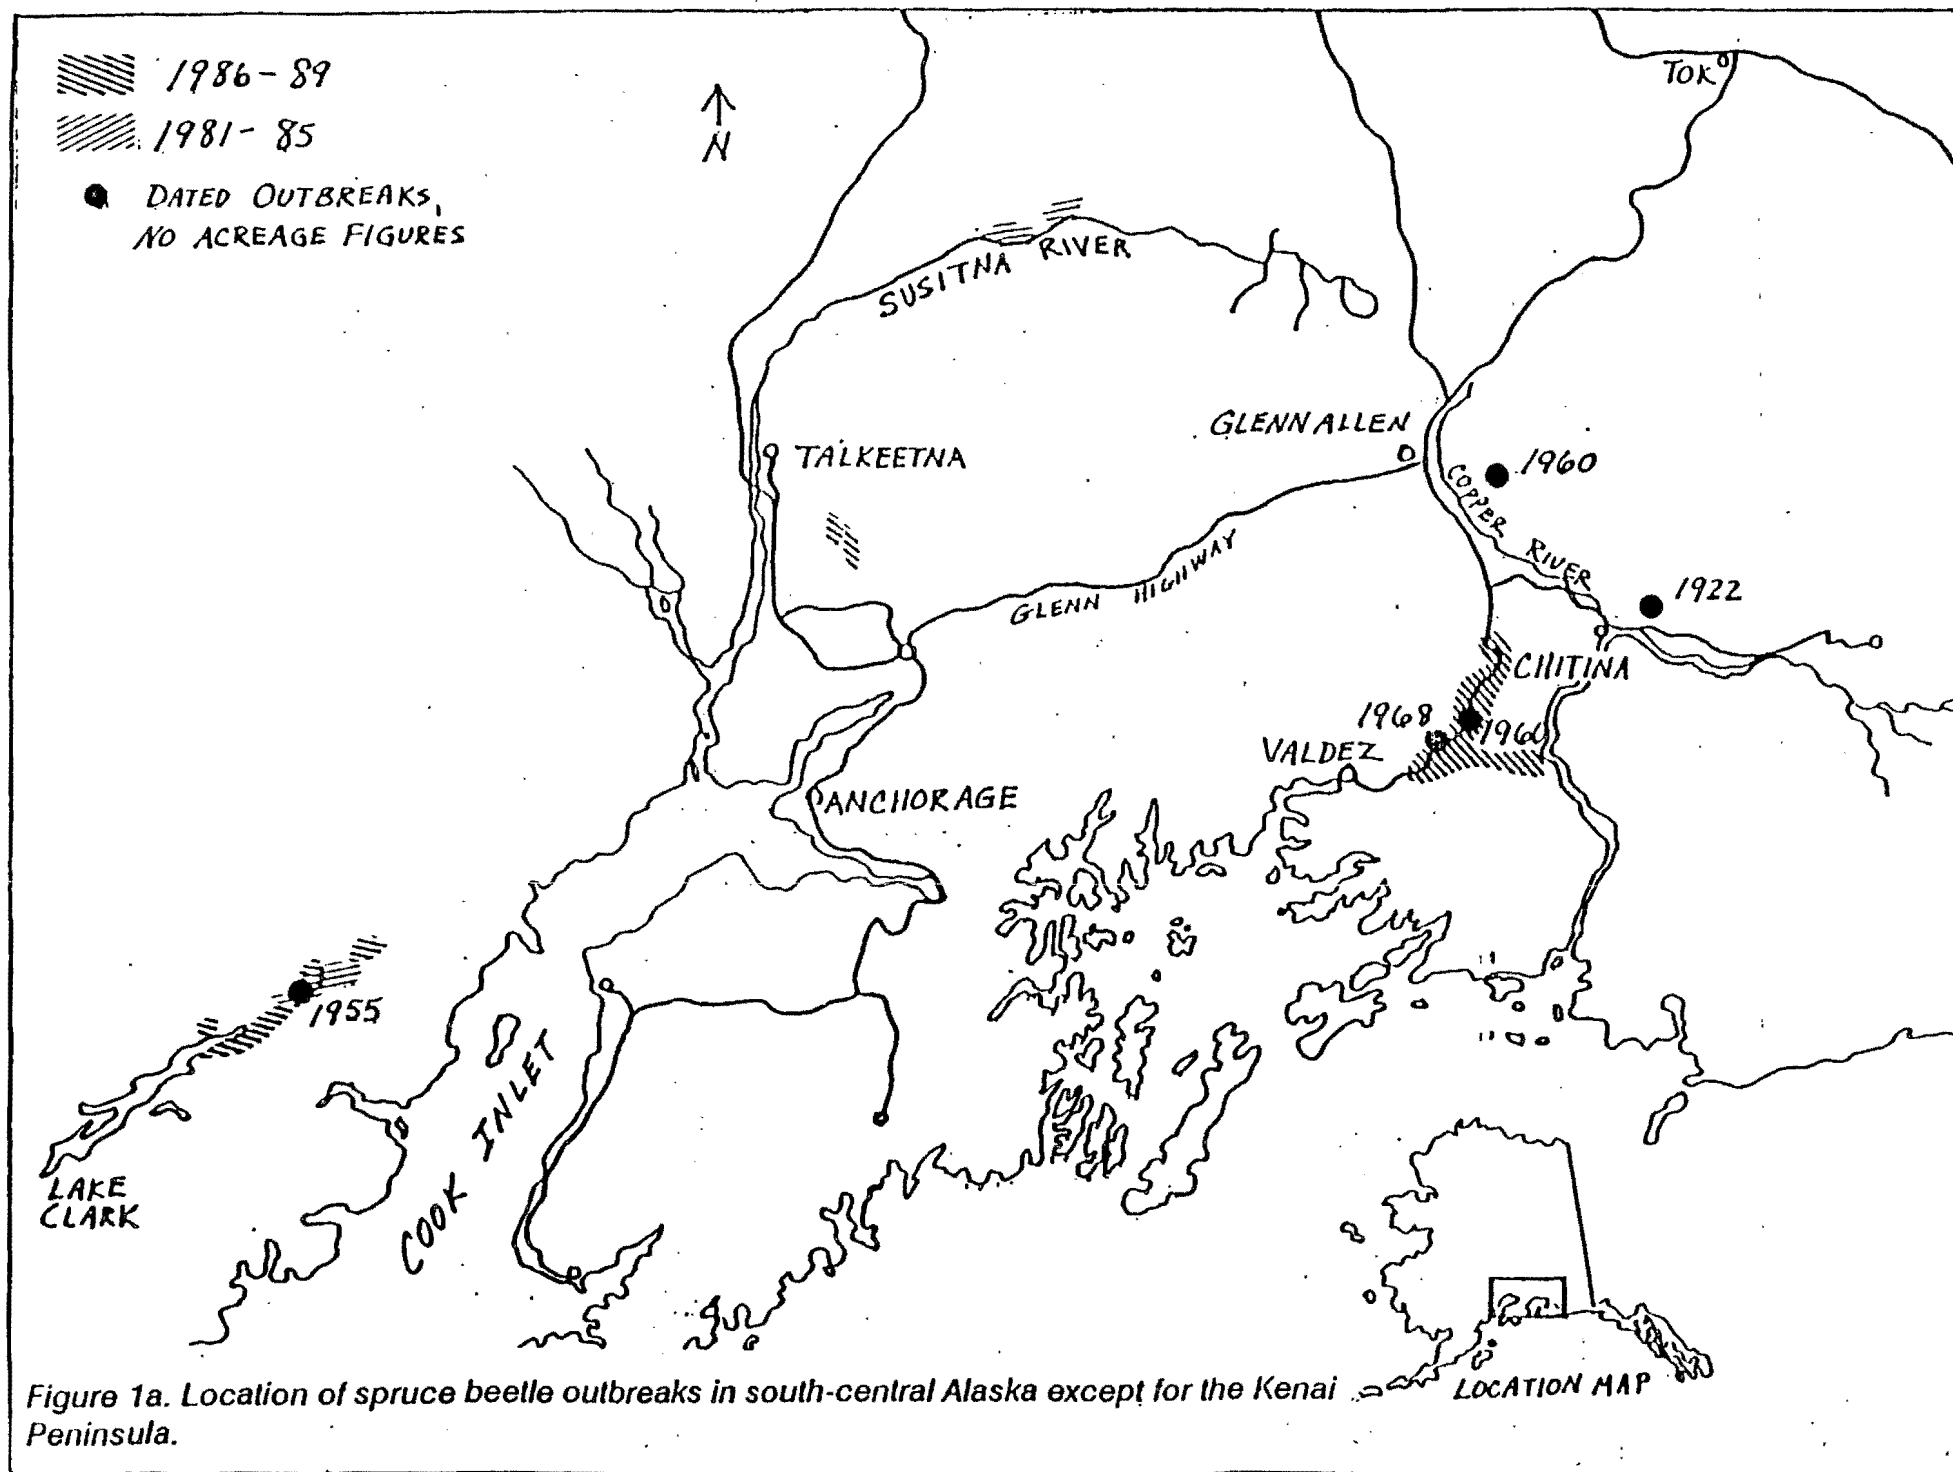 1986-89
1981-85
DATED OUTBREAKS,
NO ACREAGE FIGURES
N
TOK
SUSITNA RIVER
GLENNALLEN
TALKEETNA
1960
COPPER RIVER
GLENN HIGHWAY
1922
CHITINA
1968
VALDEZ
ANCHORAGE
1955
COOK INLET
LAKE
CLARK
LOCATION MAP
Figure 1a. Location of spruce beetle outbreaks in south-central Alaska except for the Kenai
Peninsula.